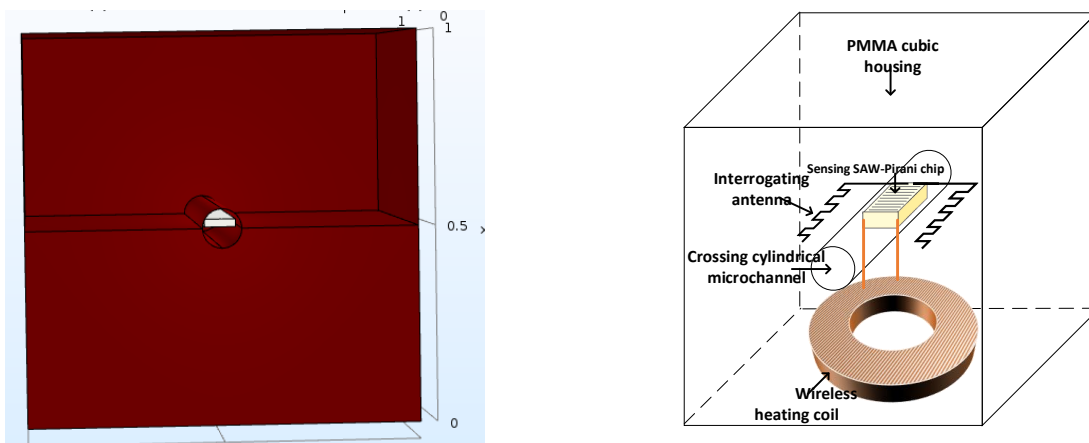 1
0
1
0.5
x
0
PMMA cubic
housing
Sensing SAW-Pirani chip
Interrogating
antenna
Crossing cylindrical
microchannel
Wireless
heating coil